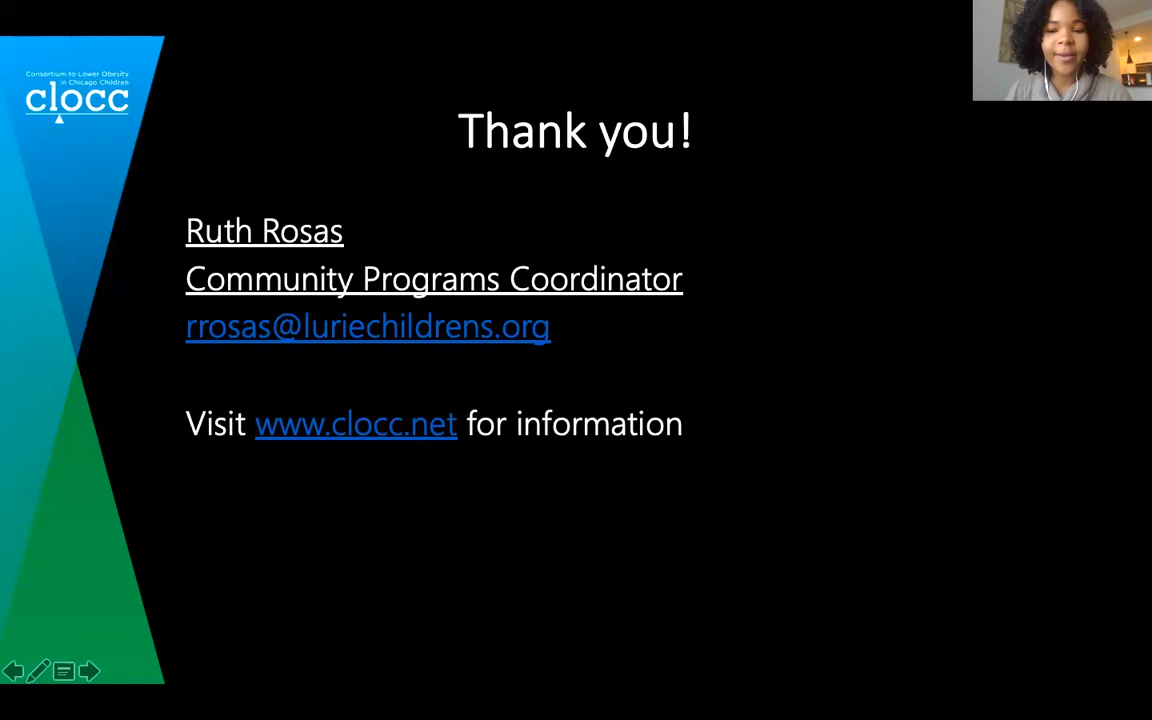 Consortium to Lower Obesity
in Chicago Children
clocc
Thank you!
Ruth Rosas
Community Programs Coordinator
rrosas@luriechildrens.org
Visit www.clocc.net for information